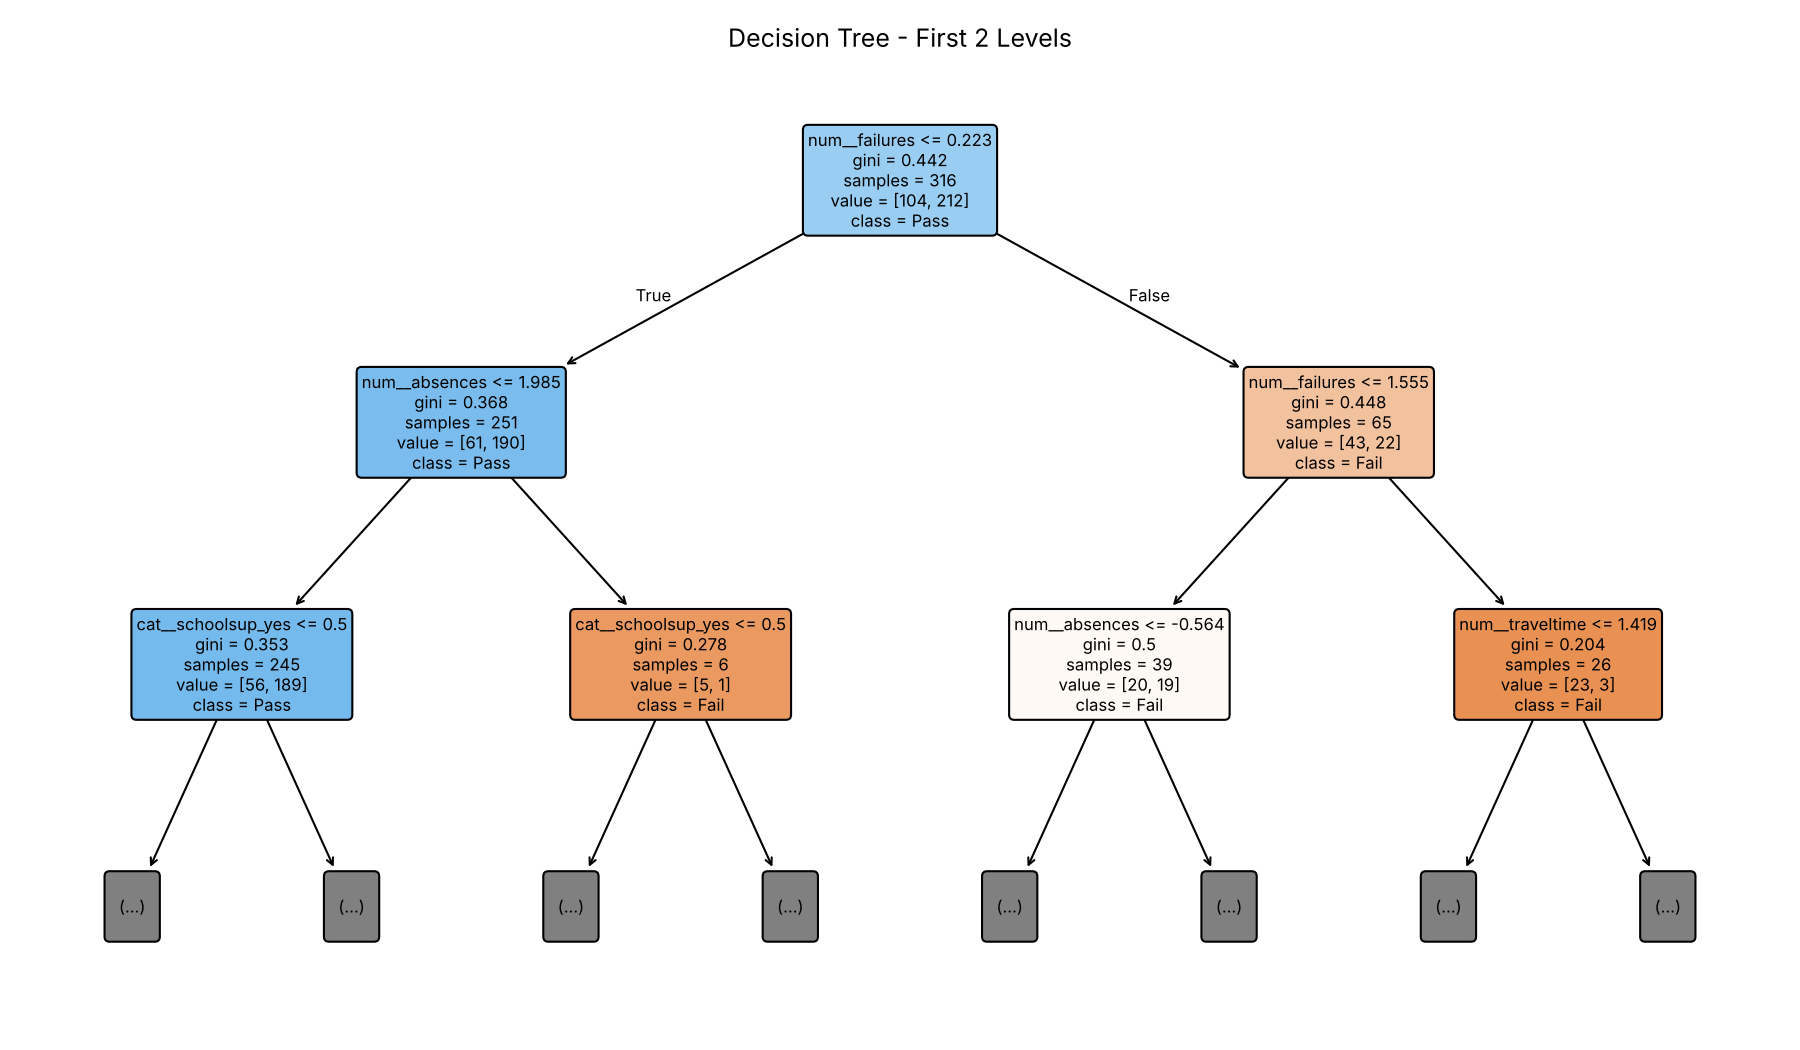 Decision Tree - First 2 Levels
num__failures <= 0.223
gini = 0.442
samples = 316
value = [104, 212]
class = Pass
True
False
num__absences <= 1.985
gini = 0.368
samples = 251
value = [61, 190]
class = Pass
num__failures <= 1.555
gini = 0.448
samples = 65
value = [43, 22]
class = Fail
cat__schoolsup_yes <= 0.5
gini = 0.353
samples = 245
value = [56, 189]
class = Pass
cat__schoolsup_yes <= 0.5
gini = 0.278
samples = 6
value = [5, 1]
class = Fail
num__absences <= -0.564
gini = 0.5
samples = 39
value = [20, 19]
class = Fail
num__traveltime <= 1.419
gini = 0.204
samples = 26
value = [23, 3]
class = Fail
(...)
(...)
(...)
(...)
(...)
(...)
(...)
(...)